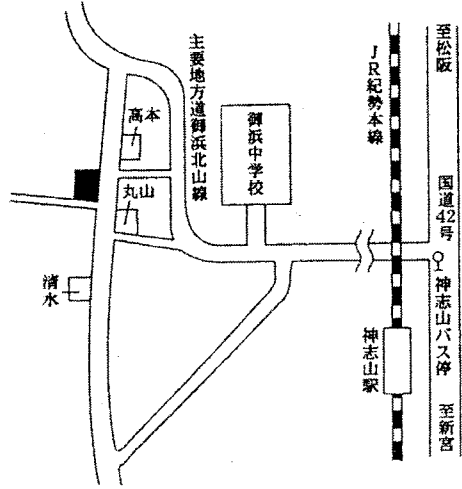 至松阪
JR紀勢本線
主要地方道御浜北山線
高本
御浜中学校
国道42号
丸山
清水
神志山バス停
神志山駅
至新宮